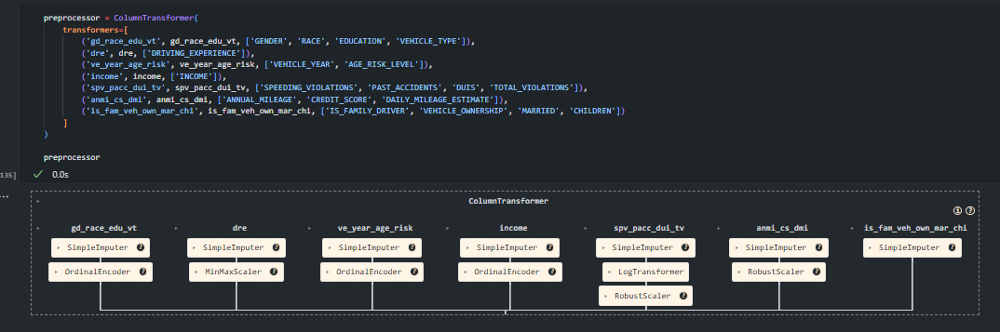 preprocessor = ColumnTransformer(
transformers=[
('gd_race_edu_vt', gd_race_edu_vt, ['GENDER', 'RACE', 'EDUCATION', 'VEHICLE_TYPE']),
('dre', dre, ['DRIVING_EXPERIENCE']),
('ve_year_age_risk', ve_year_age_risk, ['VEHICLE_YEAR', 'AGE_RISK_LEVEL']),
('income', income, ['INCOME']),
('spv_pacc_dui_tv', spv_pacc_dui_tv, ['SPEEDING_VIOLATIONS', 'PAST_ACCIDENTS', 'DUIS', 'TOTAL_VIOLATIONS']),
('anmi_cs_dmi', anmi_cs_dmi, ['ANNUAL_MILEAGE', 'CREDIT_SCORE', 'DAILY_MILEAGE_ESTIMATE']),
('is_fam_veh_own_mar_chi', is_fam_veh_own_mar_chi, ['IS_FAMILY_DRIVER', 'VEHICLE_OWNERSHIP', 'MARRIED', 'CHILDREN'])
]
)
preprocessor
135]
0.0s
...
ColumnTransformer
i ?
gd_race_edu_vt dre ve_year_age_risk income spv_pacc_dui_tv anmi_cs_dmi is_fam_veh_own_mar_chi
SimpleImputer ? SimpleImputer ? SimpleImputer ? SimpleImputer ? SimpleImputer ? SimpleImputer ? SimpleImputer ?
OrdinalEncoder ? MinMaxScaler ? OrdinalEncoder ? OrdinalEncoder ? LogTransformer RobustScaler ?
RobustScaler ?